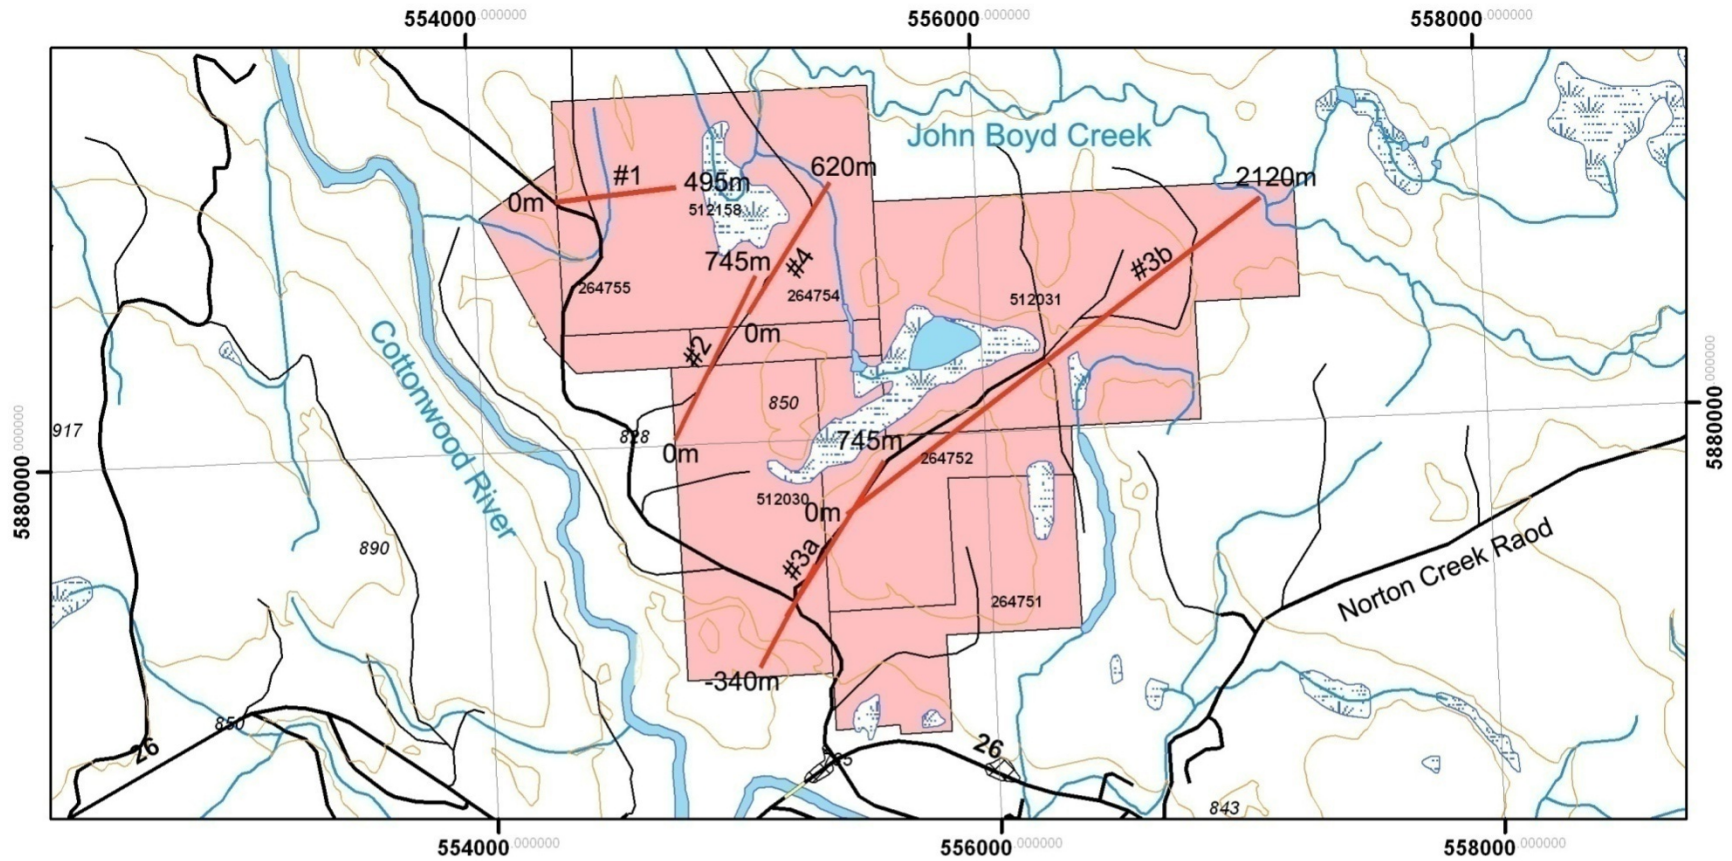 554000.000000
556000.000000
558000.000000
John Boyd Creek
620m
#1
495m
2120m
0m
512158
745m
#4
#3b
264755
264754
512031
0m
Cottonwood River
#2
850
5880000.000000
5880000.000000
917
828
745m
0m
264752
512030
0m
890
#3a
Norton Creek Raod
264751
-340m
850
26
26
843
554000.000000
556000.000000
558000.000000